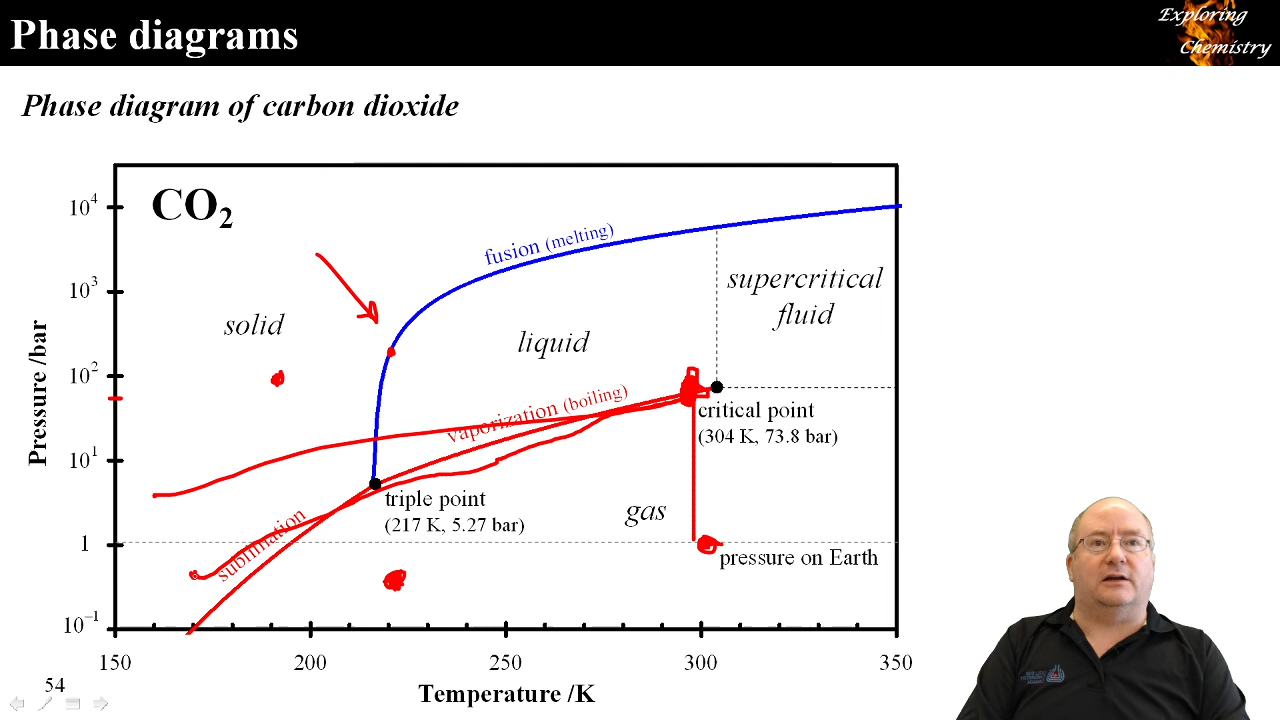 Phase diagrams
Exploring
Chemistry
Phase diagram of carbon dioxide
CO₂
10⁴
10³
10²
10¹
1
10⁻¹
Pressure /bar
fusion (melting)
supercritical
fluid
solid
liquid
vaporization (boiling)
critical point
(304 K, 73.8 bar)
triple point
(217 K, 5.27 bar)
gas
sublimation
pressure on Earth
150
200
250
300
350
Temperature /K
54